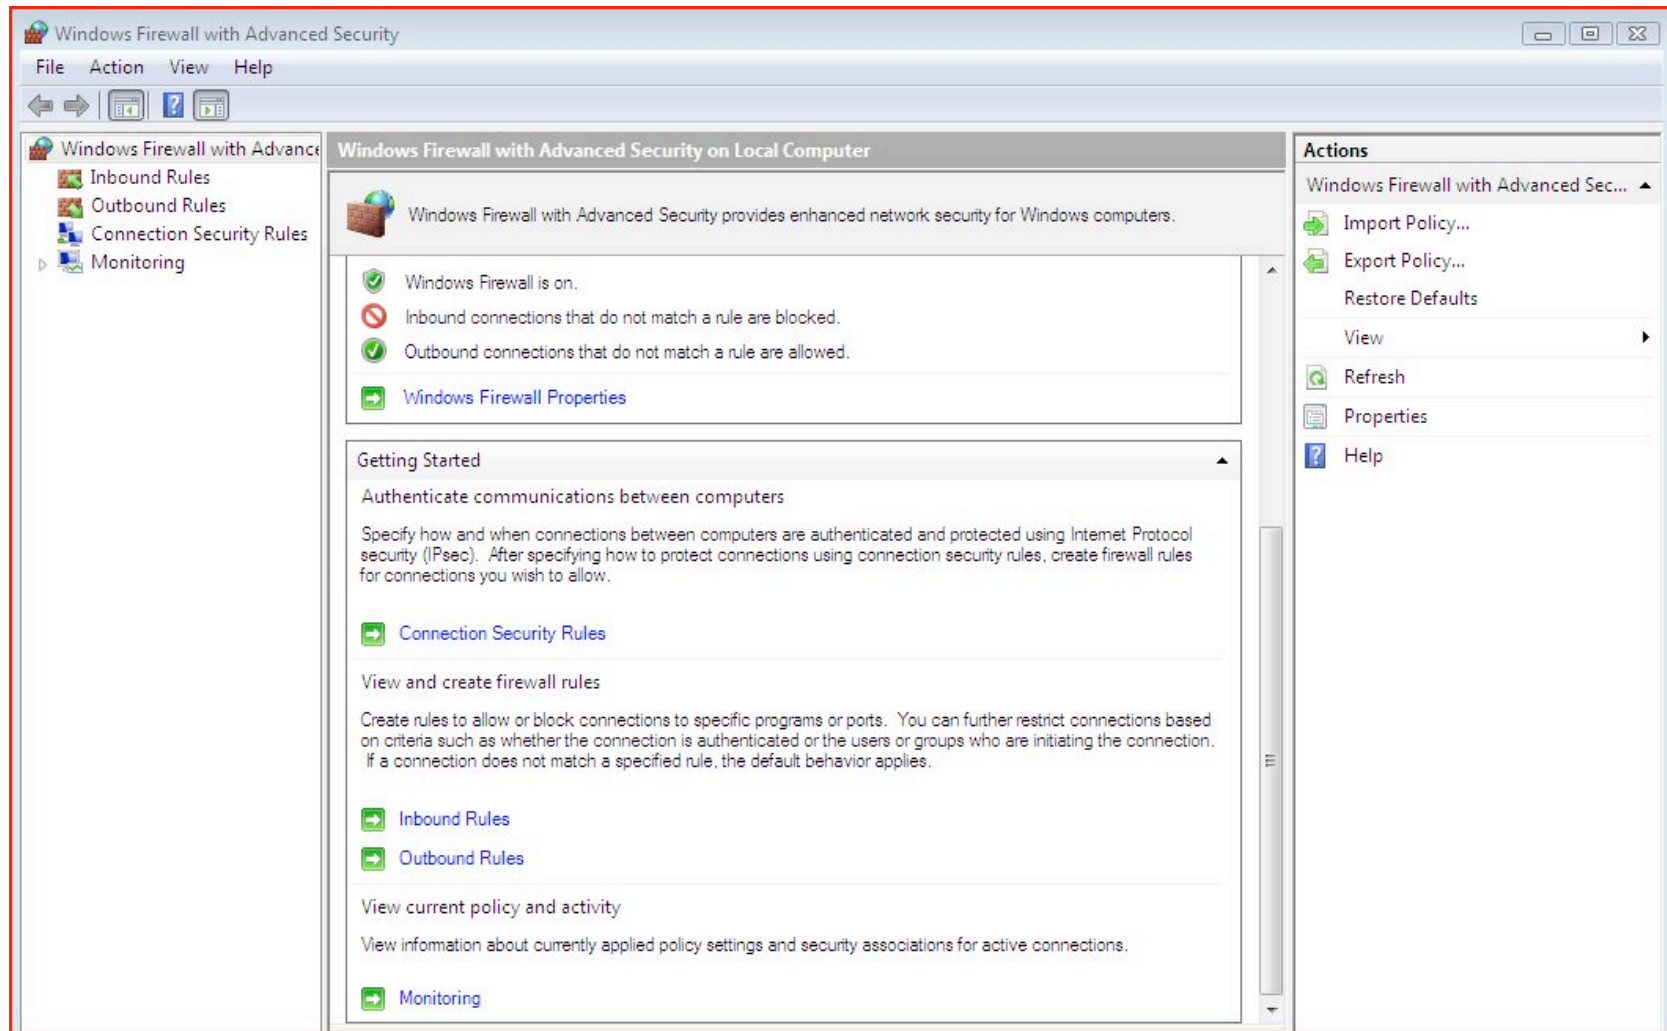 Windows Firewall with Advanced Security
File Action View Help
Windows Firewall with Advance
Inbound Rules
Outbound Rules
Connection Security Rules
Monitoring
Windows Firewall with Advanced Security on Local Computer
Windows Firewall with Advanced Security provides enhanced network security for Windows computers.
Windows Firewall is on.
Inbound connections that do not match a rule are blocked.
Outbound connections that do not match a rule are allowed.
Windows Firewall Properties
Getting Started
Authenticate communications between computers
Specify how and when connections between computers are authenticated and protected using Internet Protocol
security (IPsec). After specifying how to protect connections using connection security rules, create firewall rules
for connections you wish to allow.
Connection Security Rules
View and create firewall rules
Create rules to allow or block connections to specific programs or ports. You can further restrict connections based
on criteria such as whether the connection is authenticated or the users or groups who are initiating the connection.
If a connection does not match a specified rule, the default behavior applies.
Inbound Rules
Outbound Rules
View current policy and activity
View information about currently applied policy settings and security associations for active connections.
Monitoring
Actions
Windows Firewall with Advanced Sec...
Import Policy...
Export Policy...
Restore Defaults
View
Refresh
Properties
Help